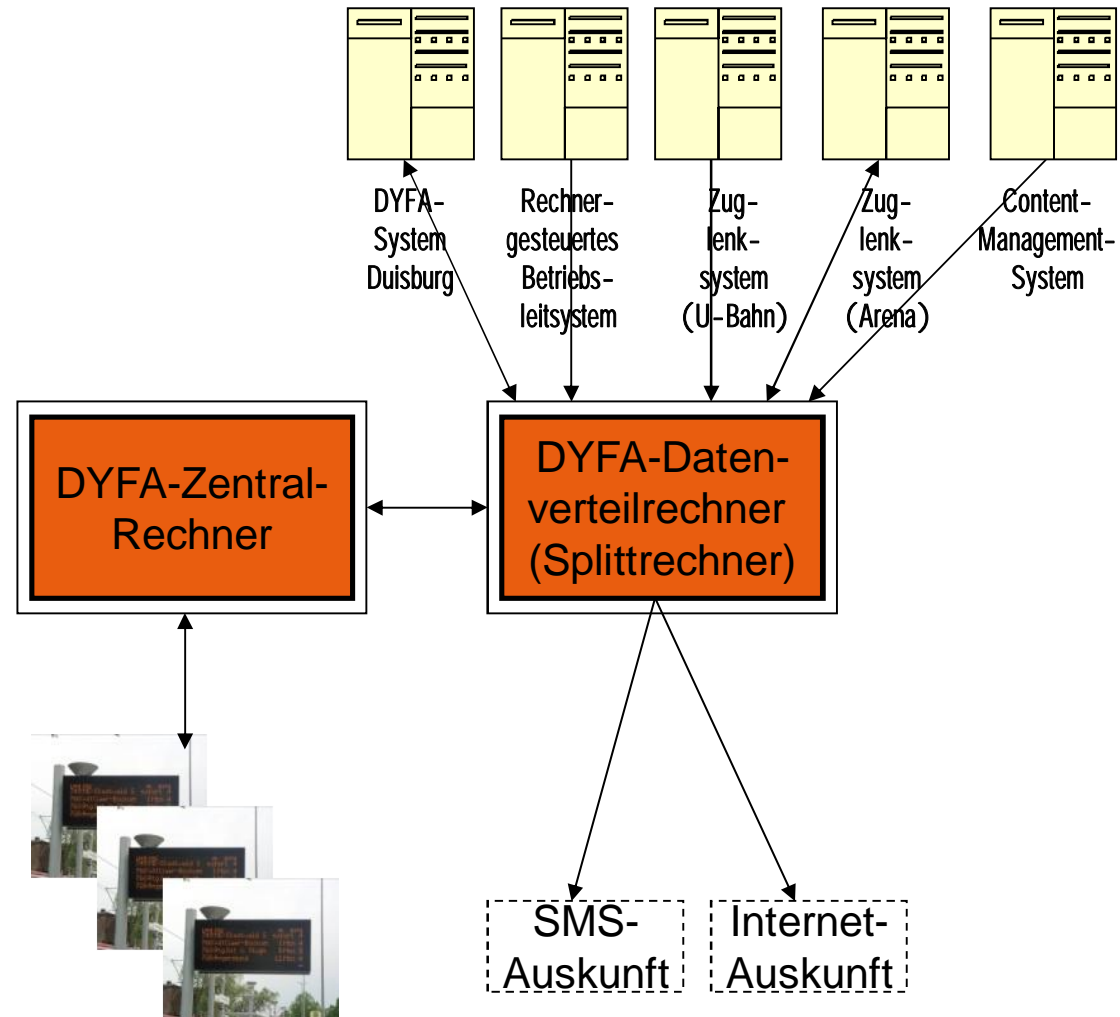 DYFA-
System
Duisburg
Rechner-
gesteuertes
Betriebs-
leitsystem
Zug-
lenk-
system
(U-Bahn)
Zug-
lenk-
system
(Arena)
Content-
Management-
System
DYFA-Zentral-
Rechner
DYFA-Daten-
verteilrechner
(Splittrechner)
SMS-
Auskunft
Internet-
Auskunft